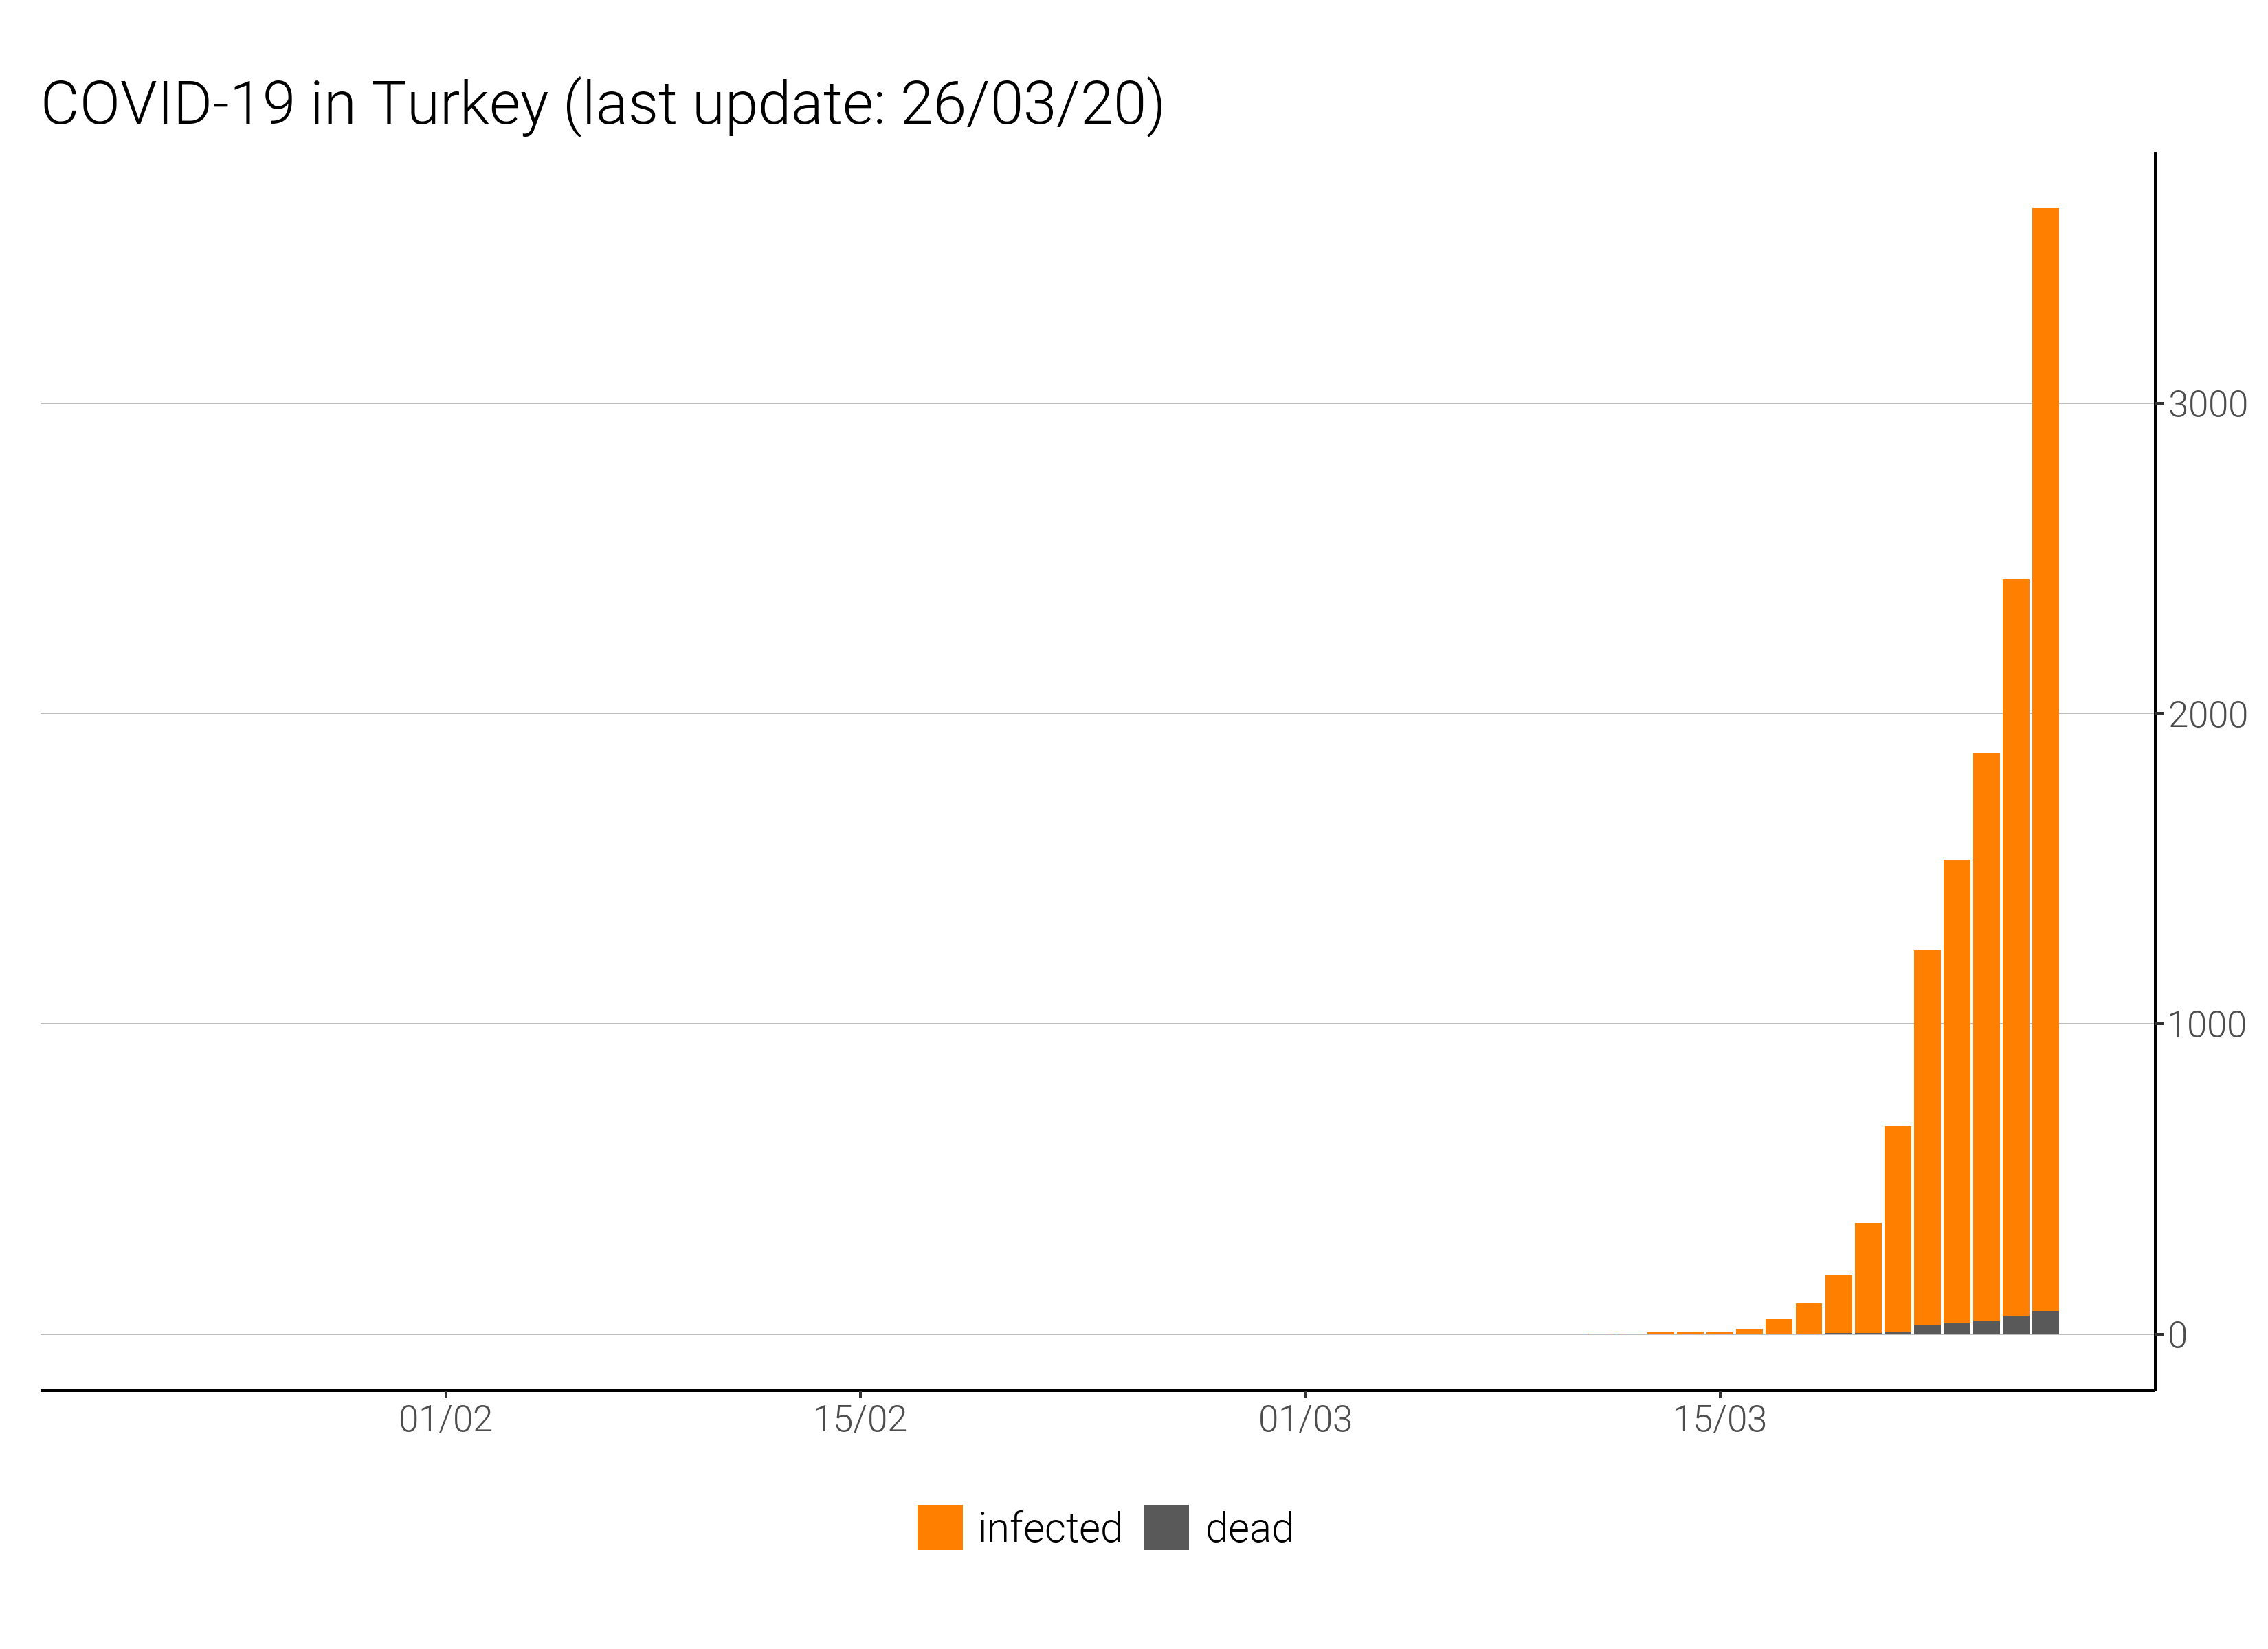 COVID-19 in Turkey (last update: 26/03/20)
3000
2000
1000
0
01/02 15/02 01/03 15/03
infected dead